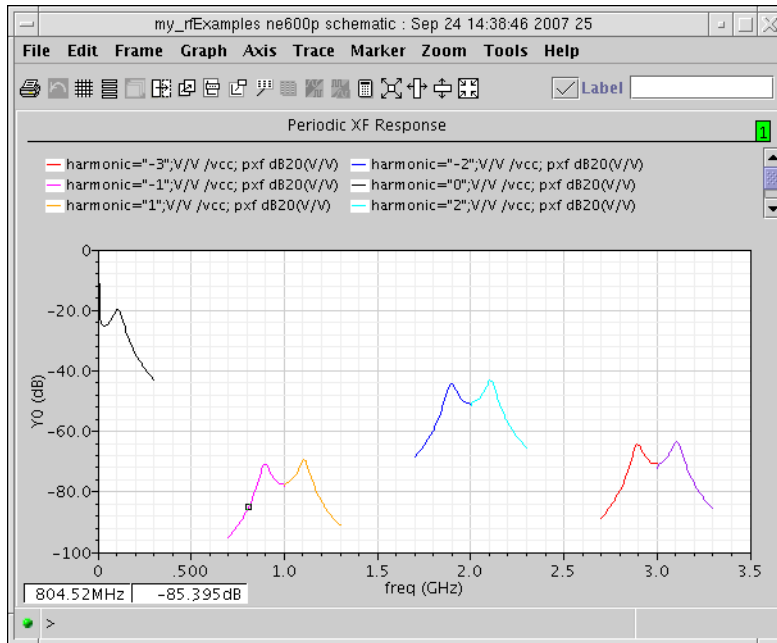 my_rfExamples ne600p schematic : Sep 24 14:38:46 2007 25
File Edit Frame Graph Axis Trace Marker Zoom Tools Help
Label
Periodic XF Response
1
harmonic="-3";V/V /vcc; pxf dB20(V/V) harmonic="-2";V/V /vcc; pxf dB20(V/V)
harmonic="-1";V/V /vcc; pxf dB20(V/V) harmonic="0";V/V /vcc; pxf dB20(V/V)
harmonic="1";V/V /vcc; pxf dB20(V/V) harmonic="2";V/V /vcc; pxf dB20(V/V)
0
-20.0
-40.0
-60.0
-80.0
-100
Y0 (dB)
0 .500 1.0 1.5 2.0 2.5 3.0 3.5
freq (GHz)
804.52MHz -85.395dB
>